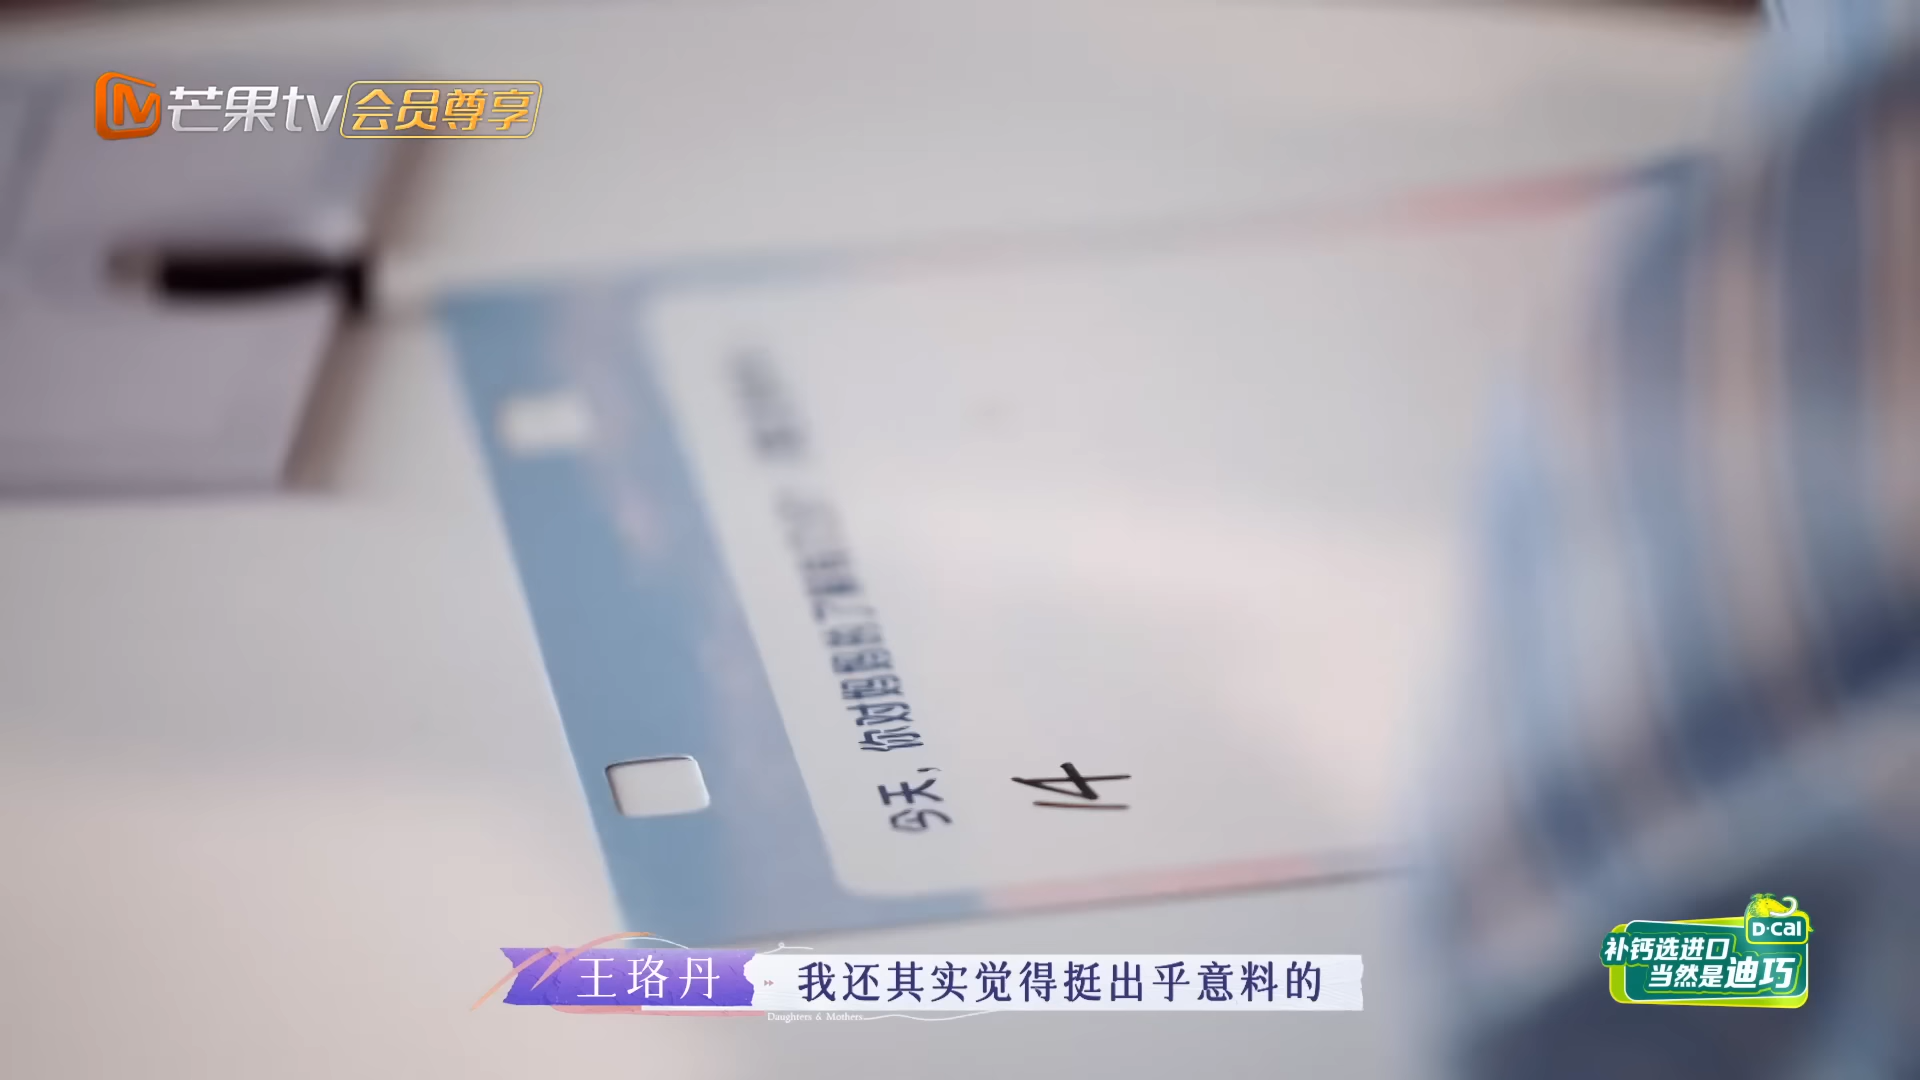 芒果tv会员尊享
今天，你对妈妈了解
14
王珞丹
我还其实觉得挺出乎意料的
Daughters & Mothers
D·Cal
补钙选进口
当然是迪巧